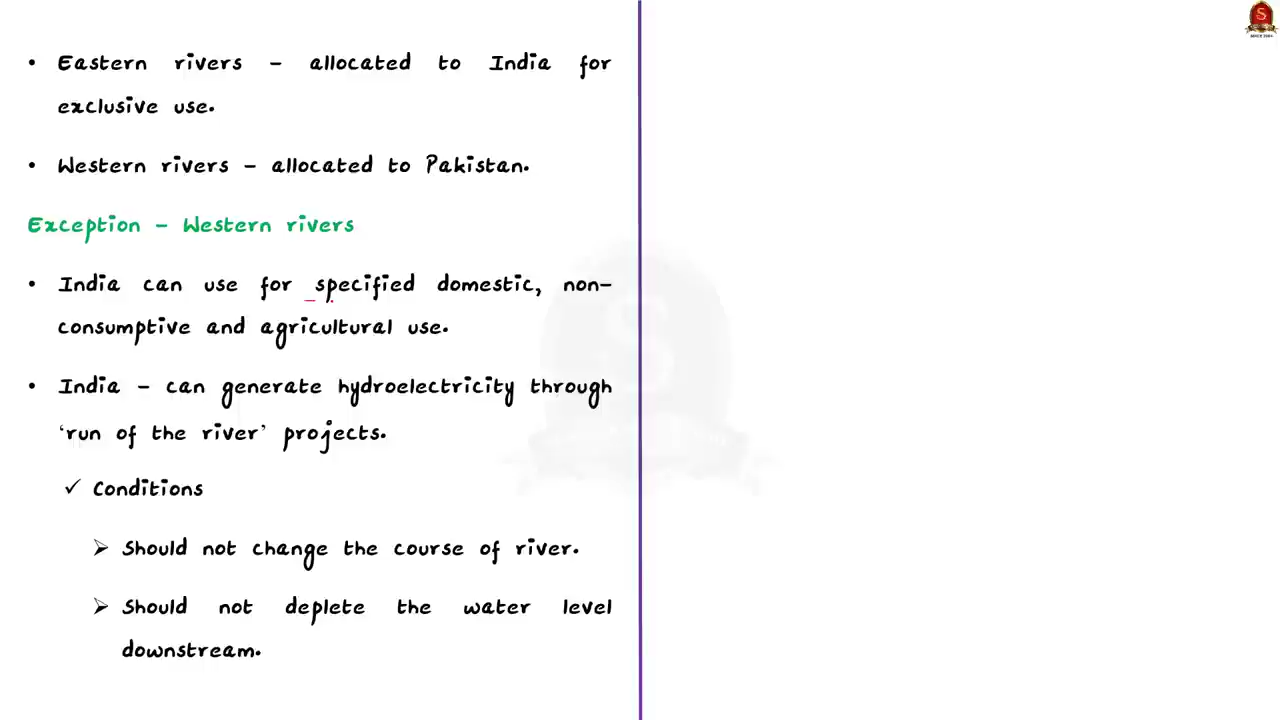 • Eastern rivers – allocated to India for
exclusive use.
• Western rivers – allocated to Pakistan.
Exception – Western rivers
• India can use for specified domestic, non-
consumptive and agricultural use.
• India – can generate hydroelectricity through
‘run of the river’ projects.
✓ Conditions
➢ Should not change the course of river.
➢ Should not deplete the water level
downstream.
S
SINCE 2004